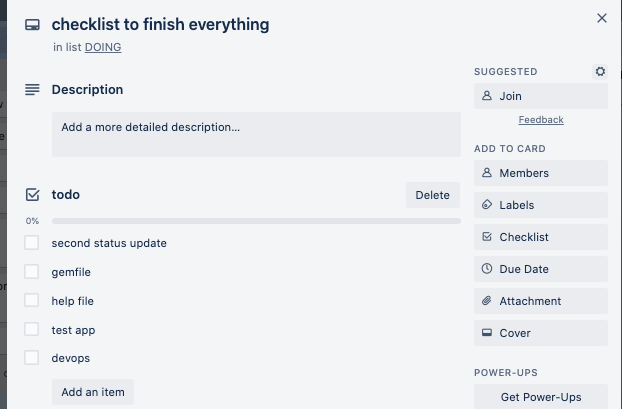 checklist to finish everything
in list DOING
Description
Add a more detailed description...
todo
Delete
0%
second status update
gemfile
help file
test app
devops
Add an item
SUGGESTED
Join
Feedback
ADD TO CARD
Members
Labels
Checklist
Due Date
Attachment
Cover
POWER-UPS
Get Power-Ups